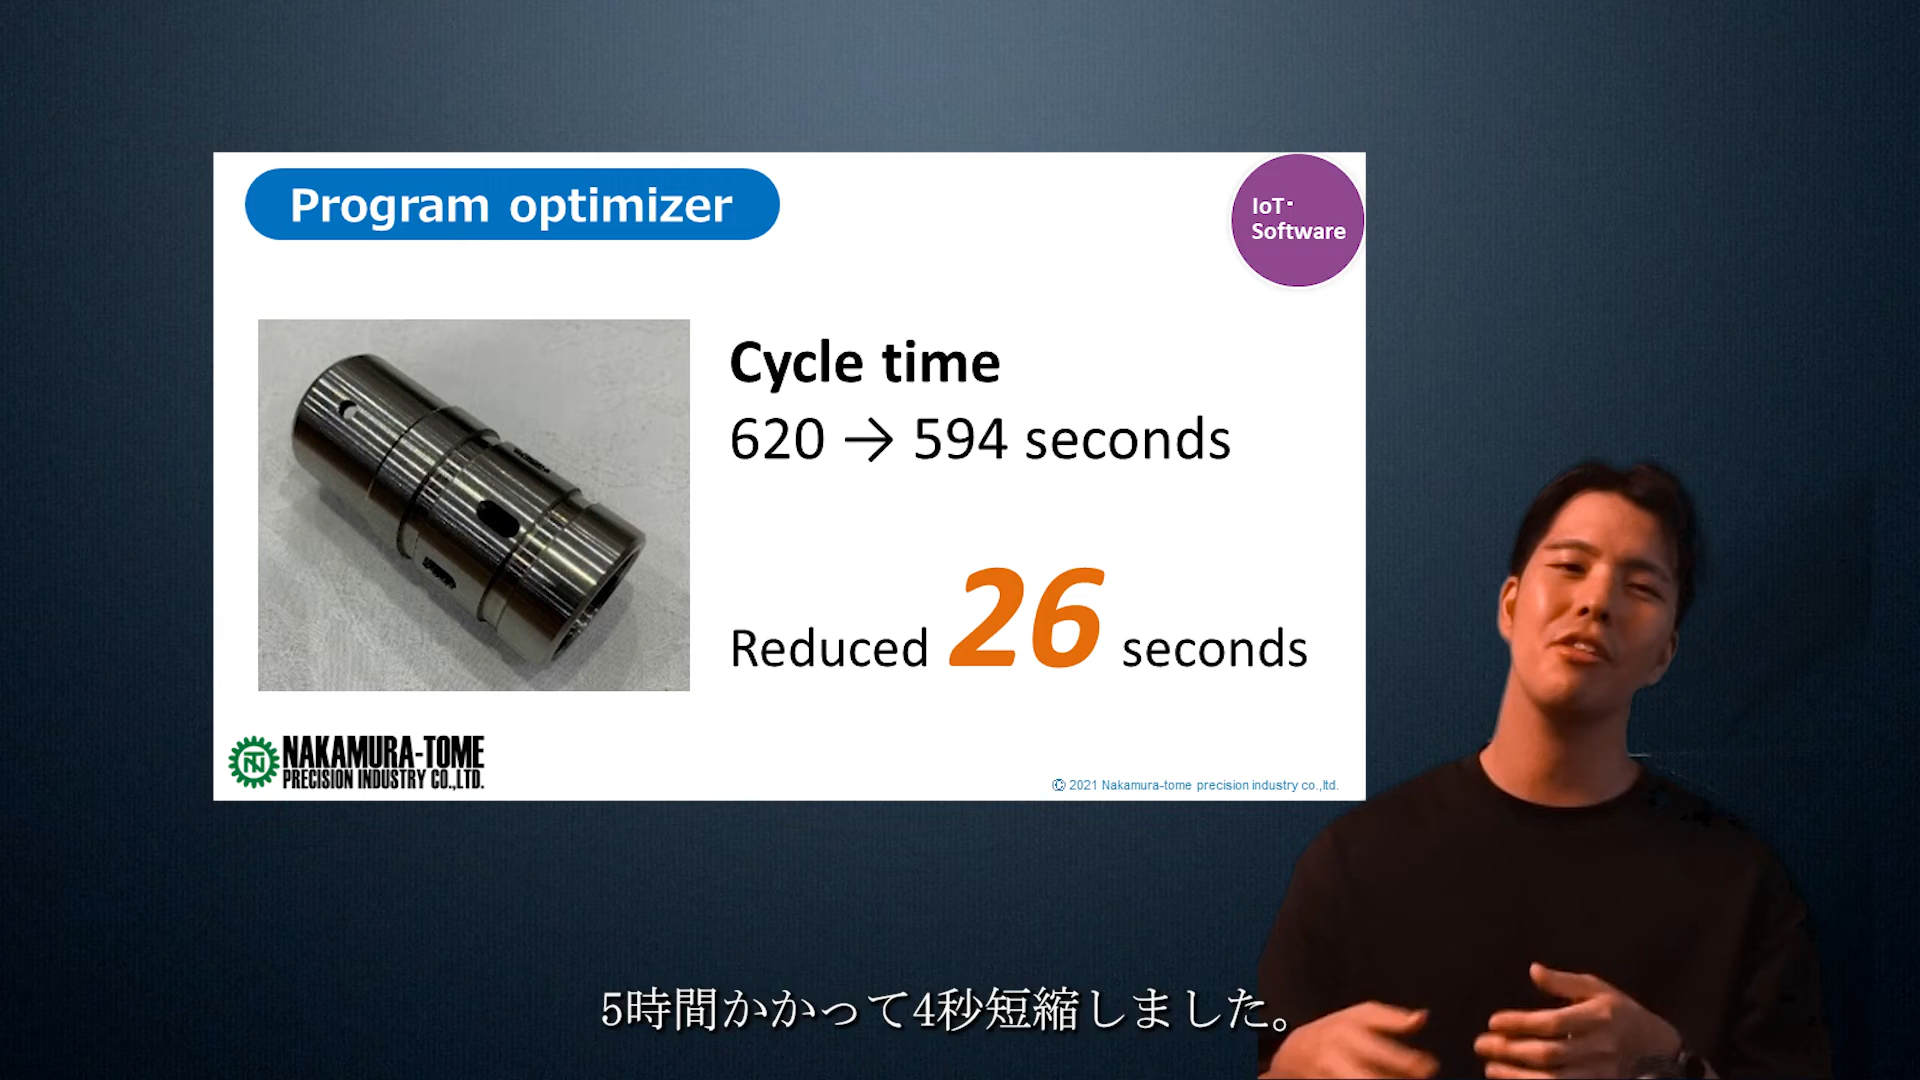 Program optimizer
IoT・
Software
Cycle time
620 → 594 seconds
Reduced 26 seconds
NAKAMURA-TOME
PRECISION INDUSTRY CO.,LTD.
© 2021 Nakamura-tome precision industry co.,ltd.
5時間かかって4秒短縮しました。